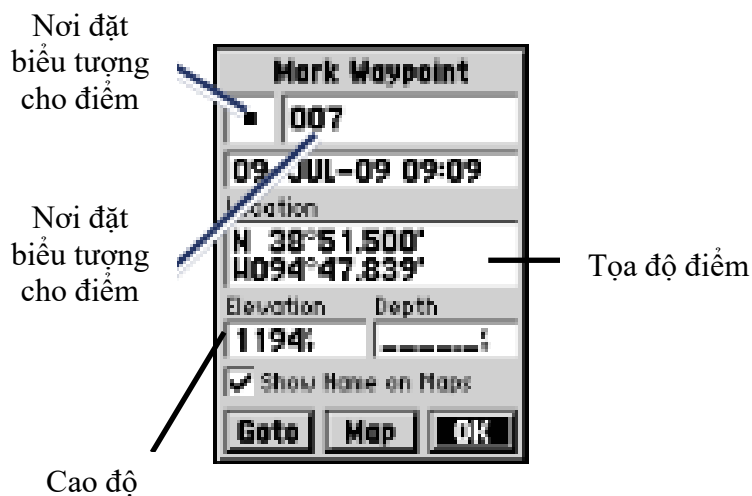 Nơi đặt
biểu tượng
cho điểm
Mark Waypoint
007
09-JUL-09 09:09
Location
N 38°51.500'
W094°47.839'
Nơi đặt
biểu tượng
cho điểm
Tọa độ điểm
Elevation Depth
1194ft
Show Name on Maps
Goto Map OK
Cao độ